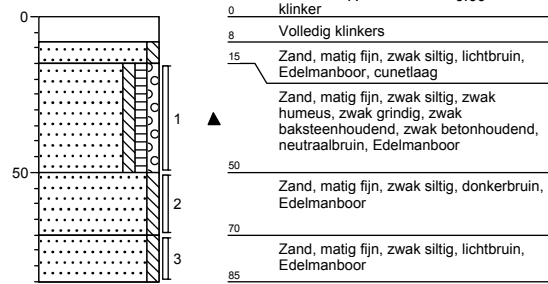 0
klinker
0
8
Volledig klinkers
15
Zand, matig fijn, zwak siltig, lichtbruin,
Edelmanboor, cunetlaag
Zand, matig fijn, zwak siltig, zwak
humeus, zwak grindig, zwak
baksteenhoudend, zwak betonhoudend,
neutraalbruin, Edelmanboor
1
50
50
Zand, matig fijn, zwak siltig, donkerbruin,
Edelmanboor
2
70
Zand, matig fijn, zwak siltig, lichtbruin,
Edelmanboor
3
85